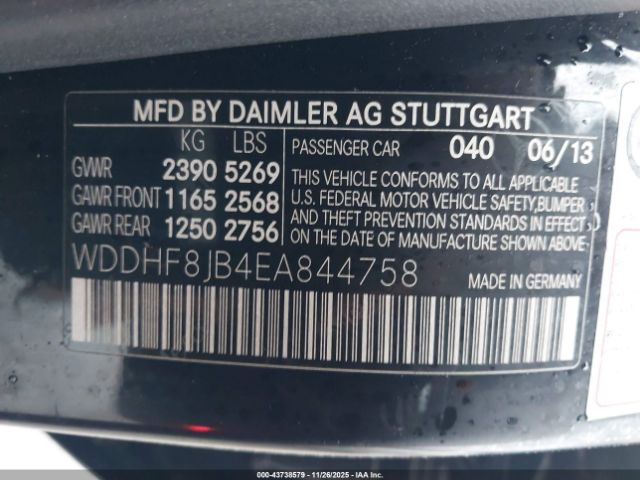 MFD BY DAIMLER AG STUTTGART
KG LBS
GVWR 2390 5269
GAWR FRONT 1165 2568
GAWR REAR 1250 2756
PASSENGER CAR 040 06/13
THIS VEHICLE CONFORMS TO ALL APPLICABLE
U.S. FEDERAL MOTOR VEHICLE SAFETY,BUMPER
AND THEFT PREVENTION STANDARDS IN EFFECT
ON THE DATE OF MANUFACTURE SHOWN ABOVE
WDDHF8JB4EA844758
MADE IN GERMANY
© IAA STOCK: 43738579 — 11/26/2025 — IAA Inc.